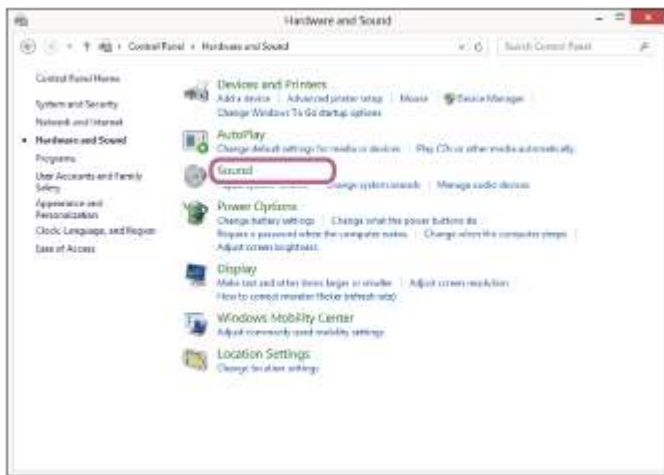 Hardware and Sound
Control Panel › Hardware and Sound
Search Control Panel
Control Panel Home
System and Security
Network and Internet
Hardware and Sound
Programs
User Accounts and Family
Safety
Appearance and
Personalization
Clock, Language, and Region
Ease of Access
Devices and Printers
Add a device | Advanced printer setup | Mouse | Device Manager
Change Windows To Go startup options
AutoPlay
Change default settings for media or devices | Play CDs or other media automatically
Sound
Change system sounds | Manage audio devices
Power Options
Change battery settings | Change what the power buttons do
Require a password when the computer wakes | Change when the computer sleeps
Adjust screen brightness
Display
Make text and other items larger or smaller | Adjust screen resolution
How to correct monitor flicker (refresh rate)
Windows Mobility Center
Adjust commonly used mobility settings
Location Settings
Change location settings